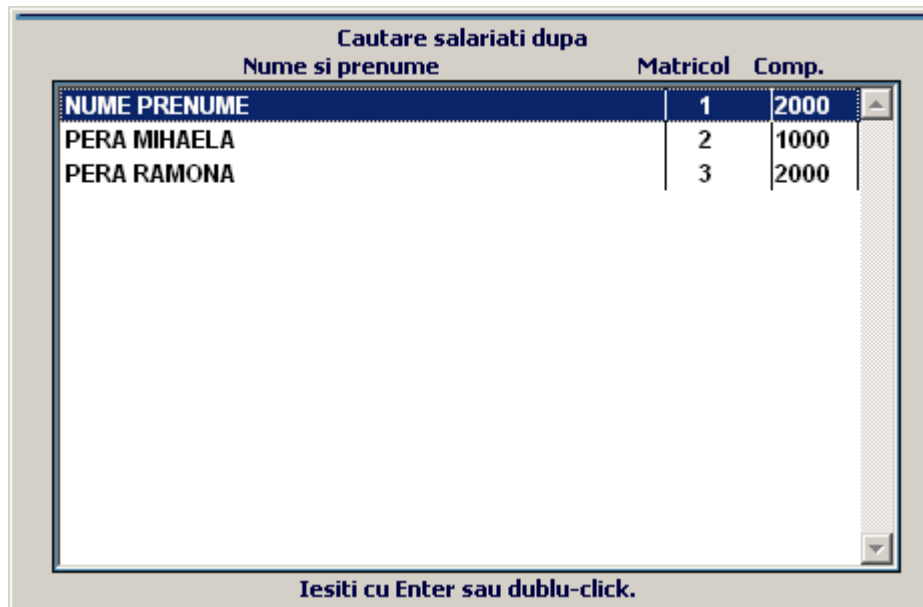 Cautare salariati dupa
Nume si prenume Matricol Comp.
NUME PRENUME 1 2000
PERA MIHAELA 2 1000
PERA RAMONA 3 2000
Iesiti cu Enter sau dublu-click.